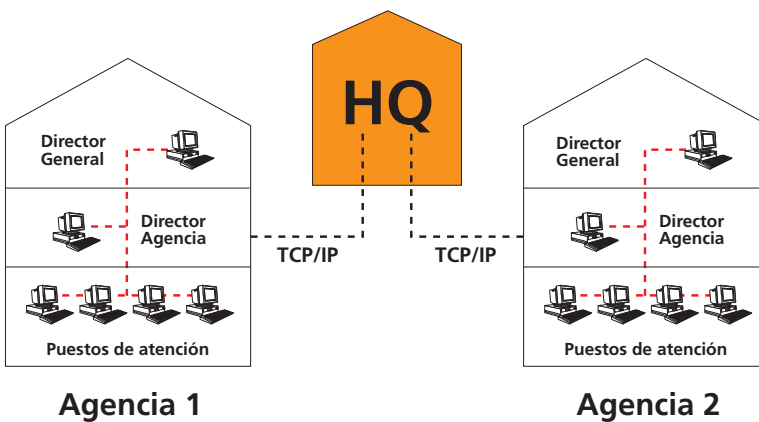 HQ
Director
General
Director
Agencia
Puestos de atención
Agencia 1
TCP/IP
TCP/IP
Director
General
Director
Agencia
Puestos de atención
Agencia 2